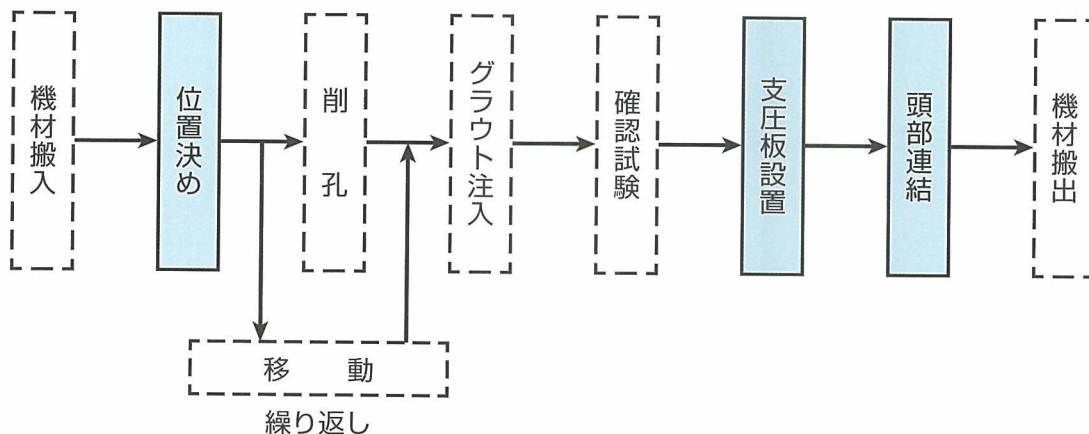 機材搬入
位置決め
削孔
グラウト注入
確認試験
支圧板設置
頭部連結
機材搬出
移動
繰り返し